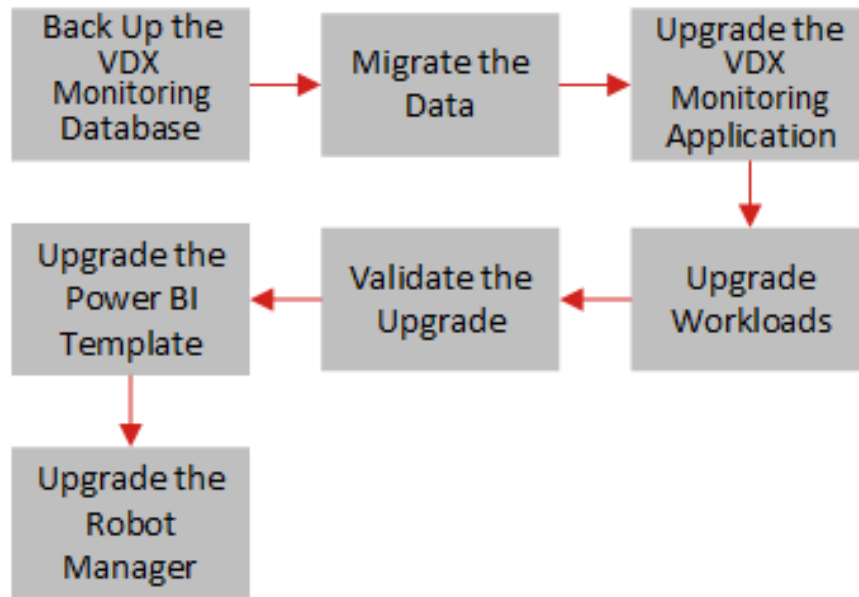 Back Up the
VDX
Monitoring
Database
Migrate the
Data
Upgrade the
VDX
Monitoring
Application
Upgrade
Workloads
Validate the
Upgrade
Upgrade the
Power BI
Template
Upgrade the
Robot
Manager